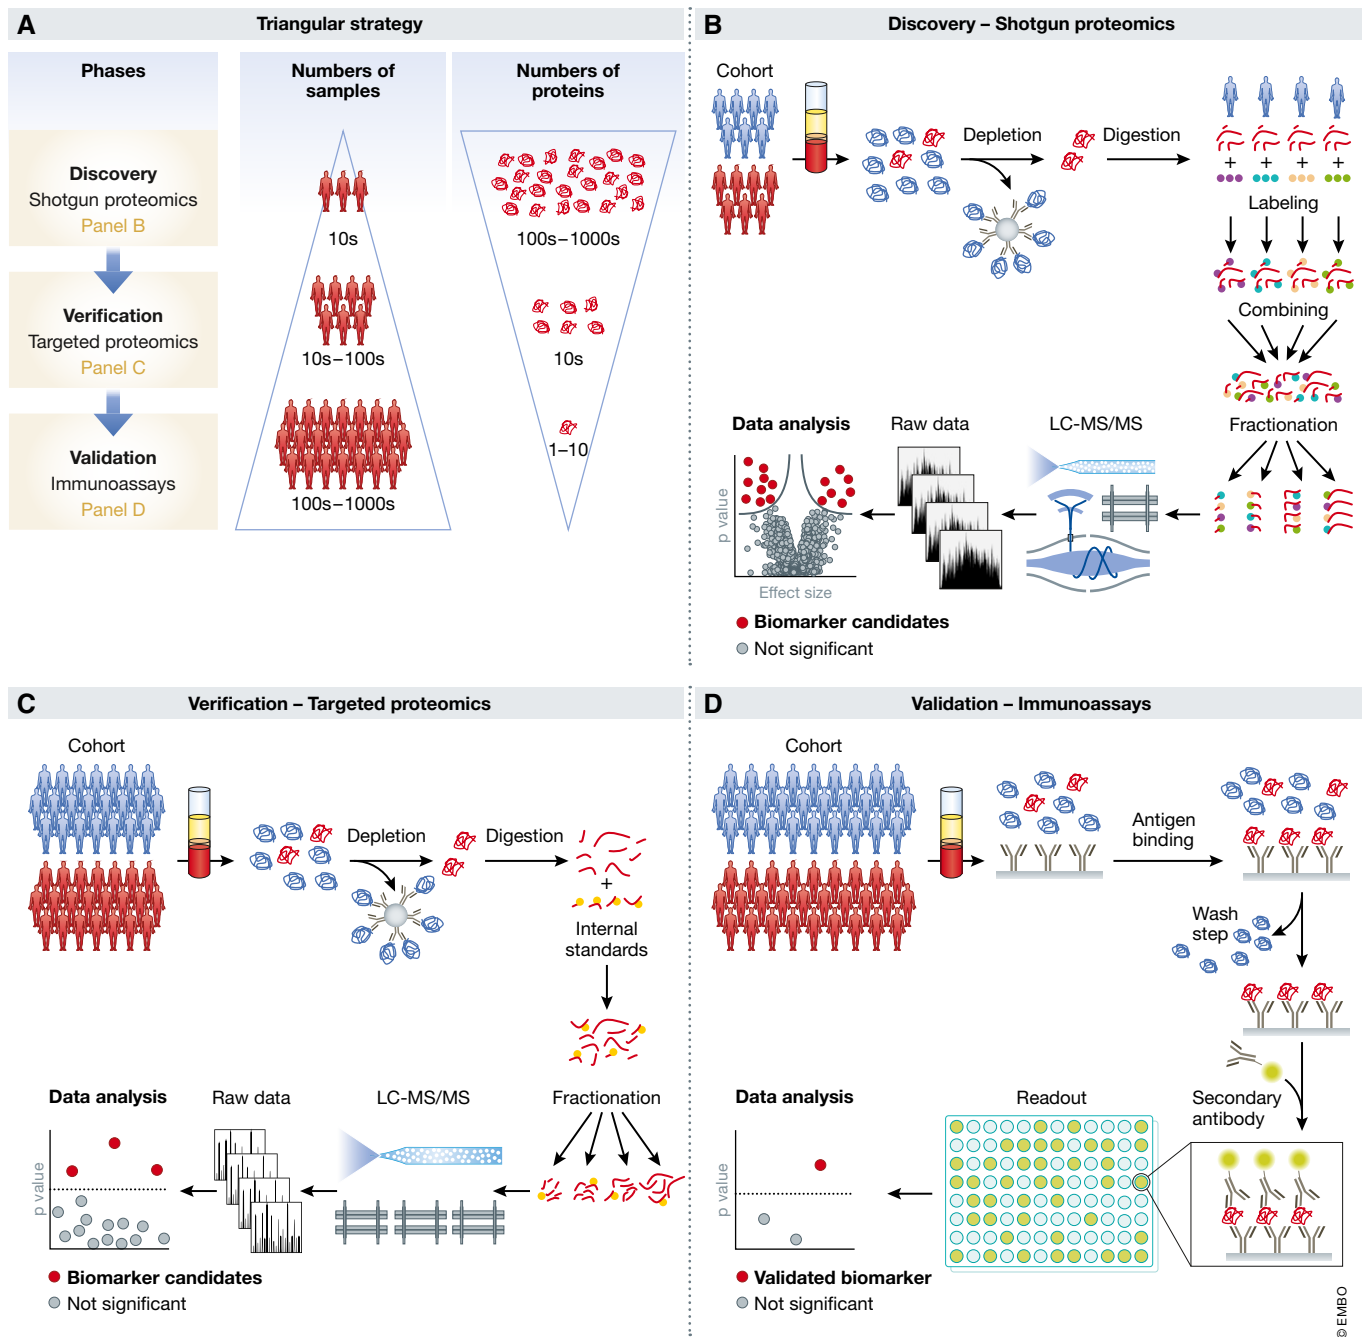 A
Triangular strategy
Phases
Numbers of
samples
Numbers of
proteins
Discovery
Shotgun proteomics
Panel B
10s
100s–1000s
Verification
Targeted proteomics
Panel C
10s–100s
10s
Validation
Immunoassays
Panel D
100s–1000s
1–10
B
Discovery – Shotgun proteomics
Cohort
Depletion
Digestion
+ + + +
Labeling
Combining
Fractionation
LC-MS/MS
Raw data
Data analysis
p value
Effect size
Biomarker candidates
Not significant
C
Verification – Targeted proteomics
Cohort
Depletion
Digestion
+
Internal
standards
Fractionation
LC-MS/MS
Raw data
Data analysis
p value
Biomarker candidates
Not significant
D
Validation – Immunoassays
Cohort
Antigen
binding
Wash
step
Secondary
antibody
Readout
Data analysis
p value
Validated biomarker
Not significant
© EMBO